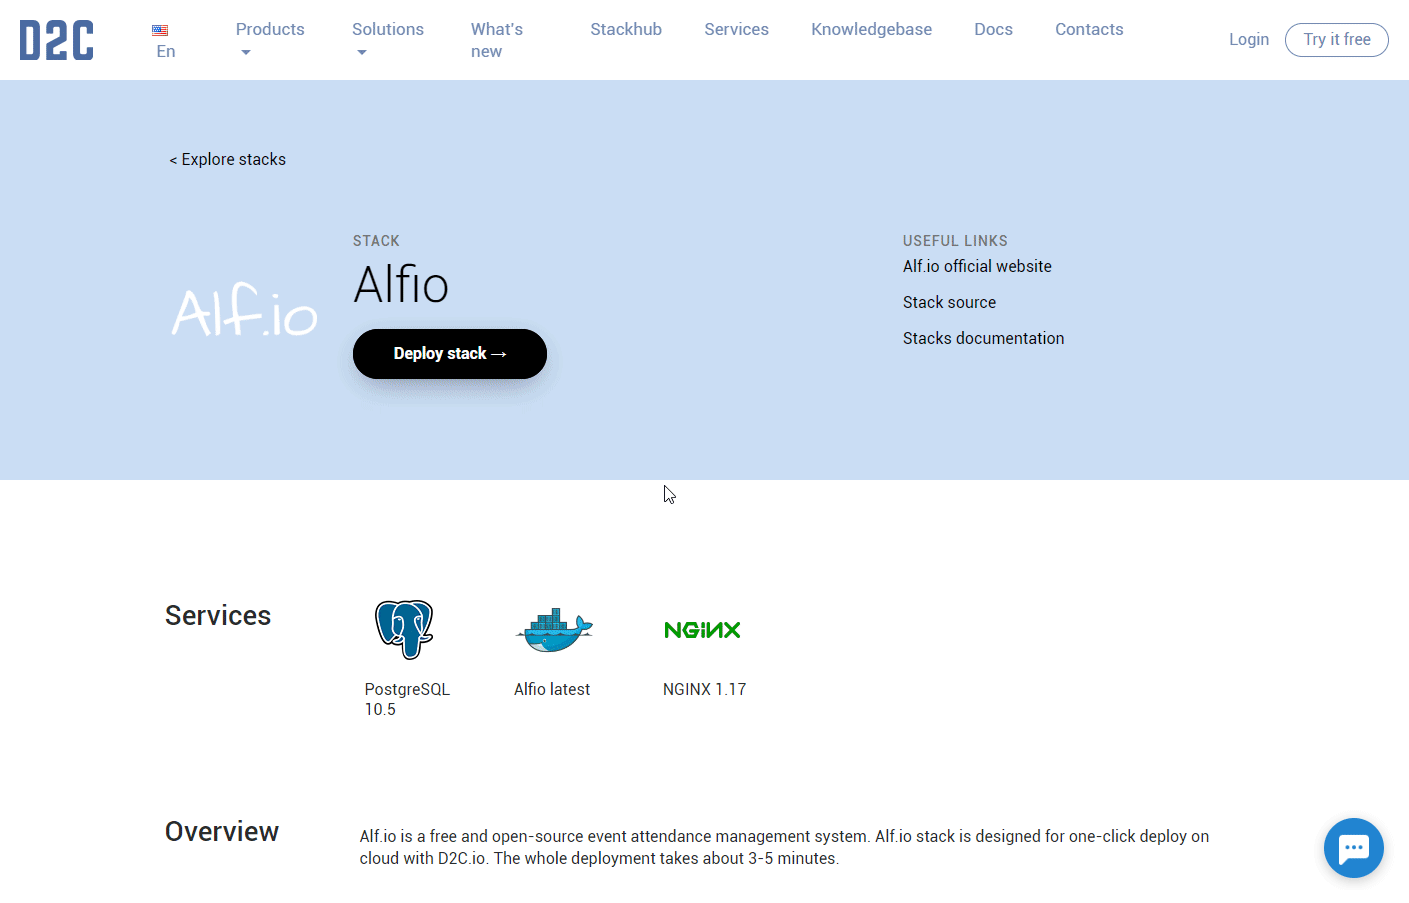 D2C
En
Products
Solutions
What's
new
Stackhub
Services
Knowledgebase
Docs
Contacts
Login
Try it free
< Explore stacks
Alf.io
STACK
Alfio
Deploy stack →
USEFUL LINKS
Alf.io official website
Stack source
Stacks documentation
Services
NGINX
PostgreSQL
10.5
Alfio latest
NGINX 1.17
Overview
Alf.io is a free and open-source event attendance management system. Alf.io stack is designed for one-click deploy on
cloud with D2C.io. The whole deployment takes about 3-5 minutes.